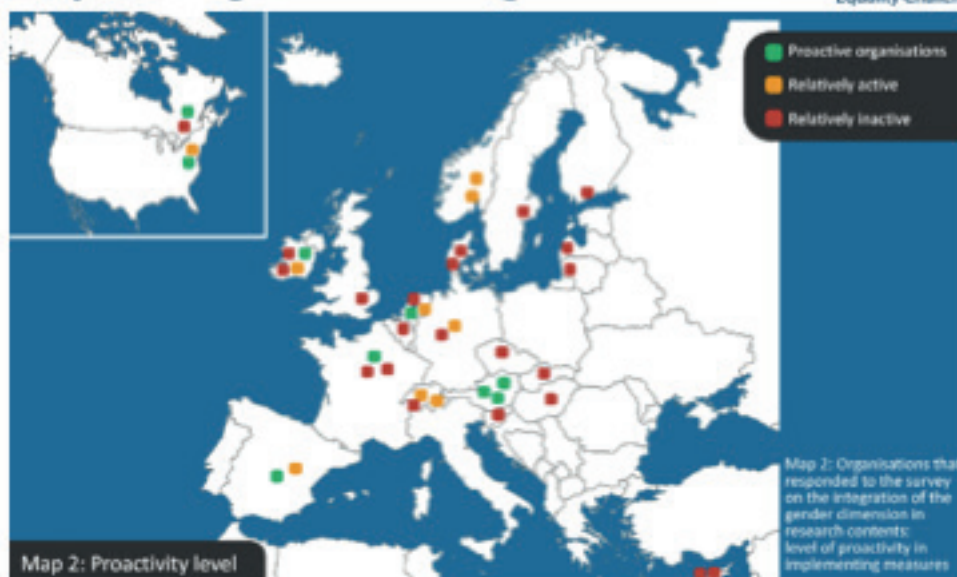 Proactive organisations
Relatively active
Relatively inactive
Map 2: Organisations that
responded to the survey
on the integration of the
gender dimension in
research contents:
level of proactivity in
implementing measures
Map 2: Proactivity level